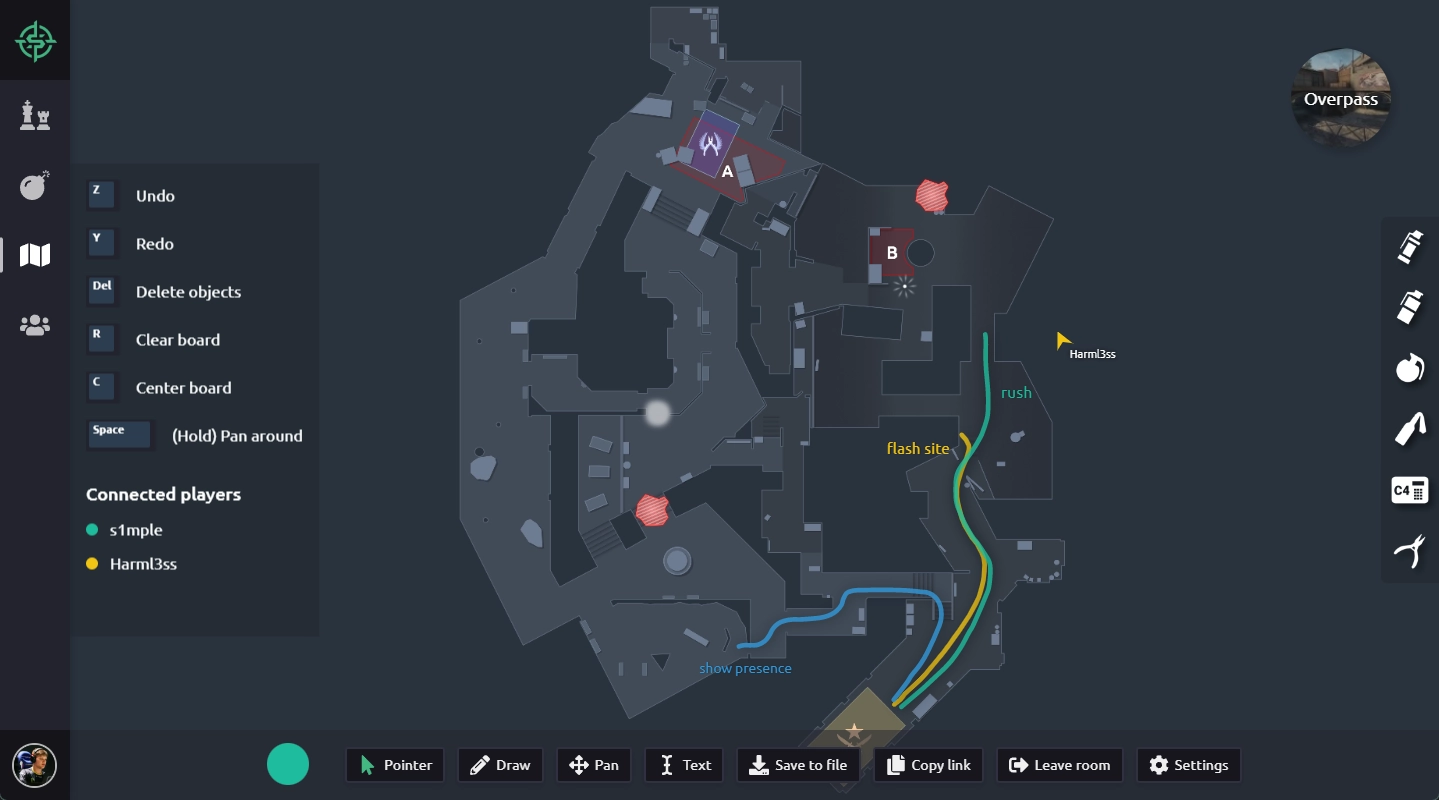 Overpass
A
Z Undo
B
Y Redo
Del Delete objects
R Clear board
Harml3ss
C Center board
rush
Space (Hold) Pan around
flash site
Connected players
C4
s1mple
Harml3ss
show presence
Pointer Draw Pan Text Save to file Copy link Leave room Settings